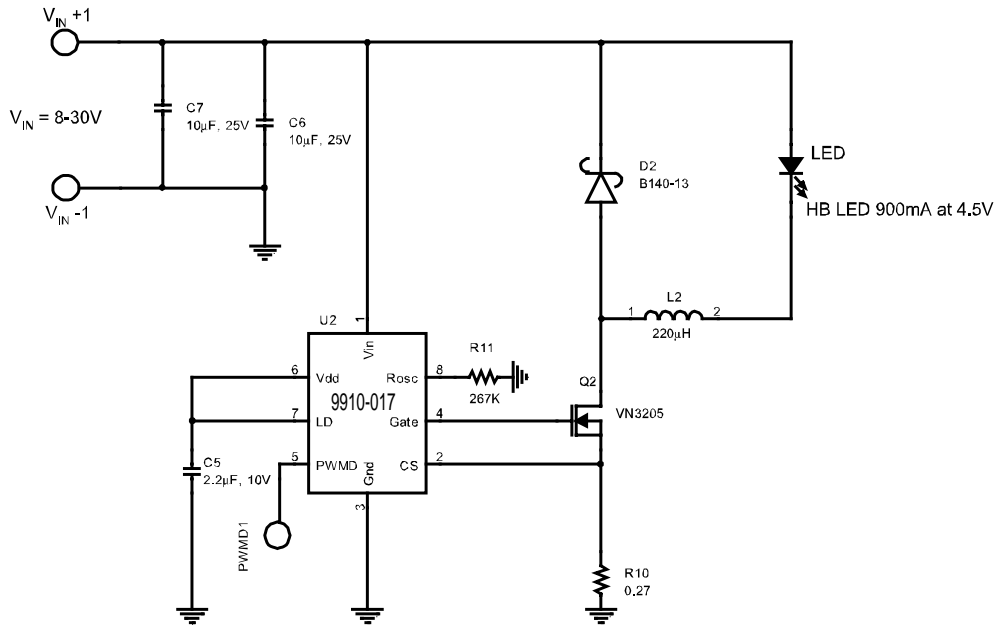 V_IN +1
V_IN = 8-30V
V_IN -1
C7
10µF, 25V
C6
10µF, 25V
D2
B140-13
LED
HB LED 900mA at 4.5V
1 L2 2
220µH
U2
1
Vin
6 Vdd
7 LD
5 PWMD
9910-017
Rosc 8
Gate 4
CS 2
Gnd
3
R11
267K
Q2
VN3205
C5
2.2µF, 10V
PWMD1
R10
0.27